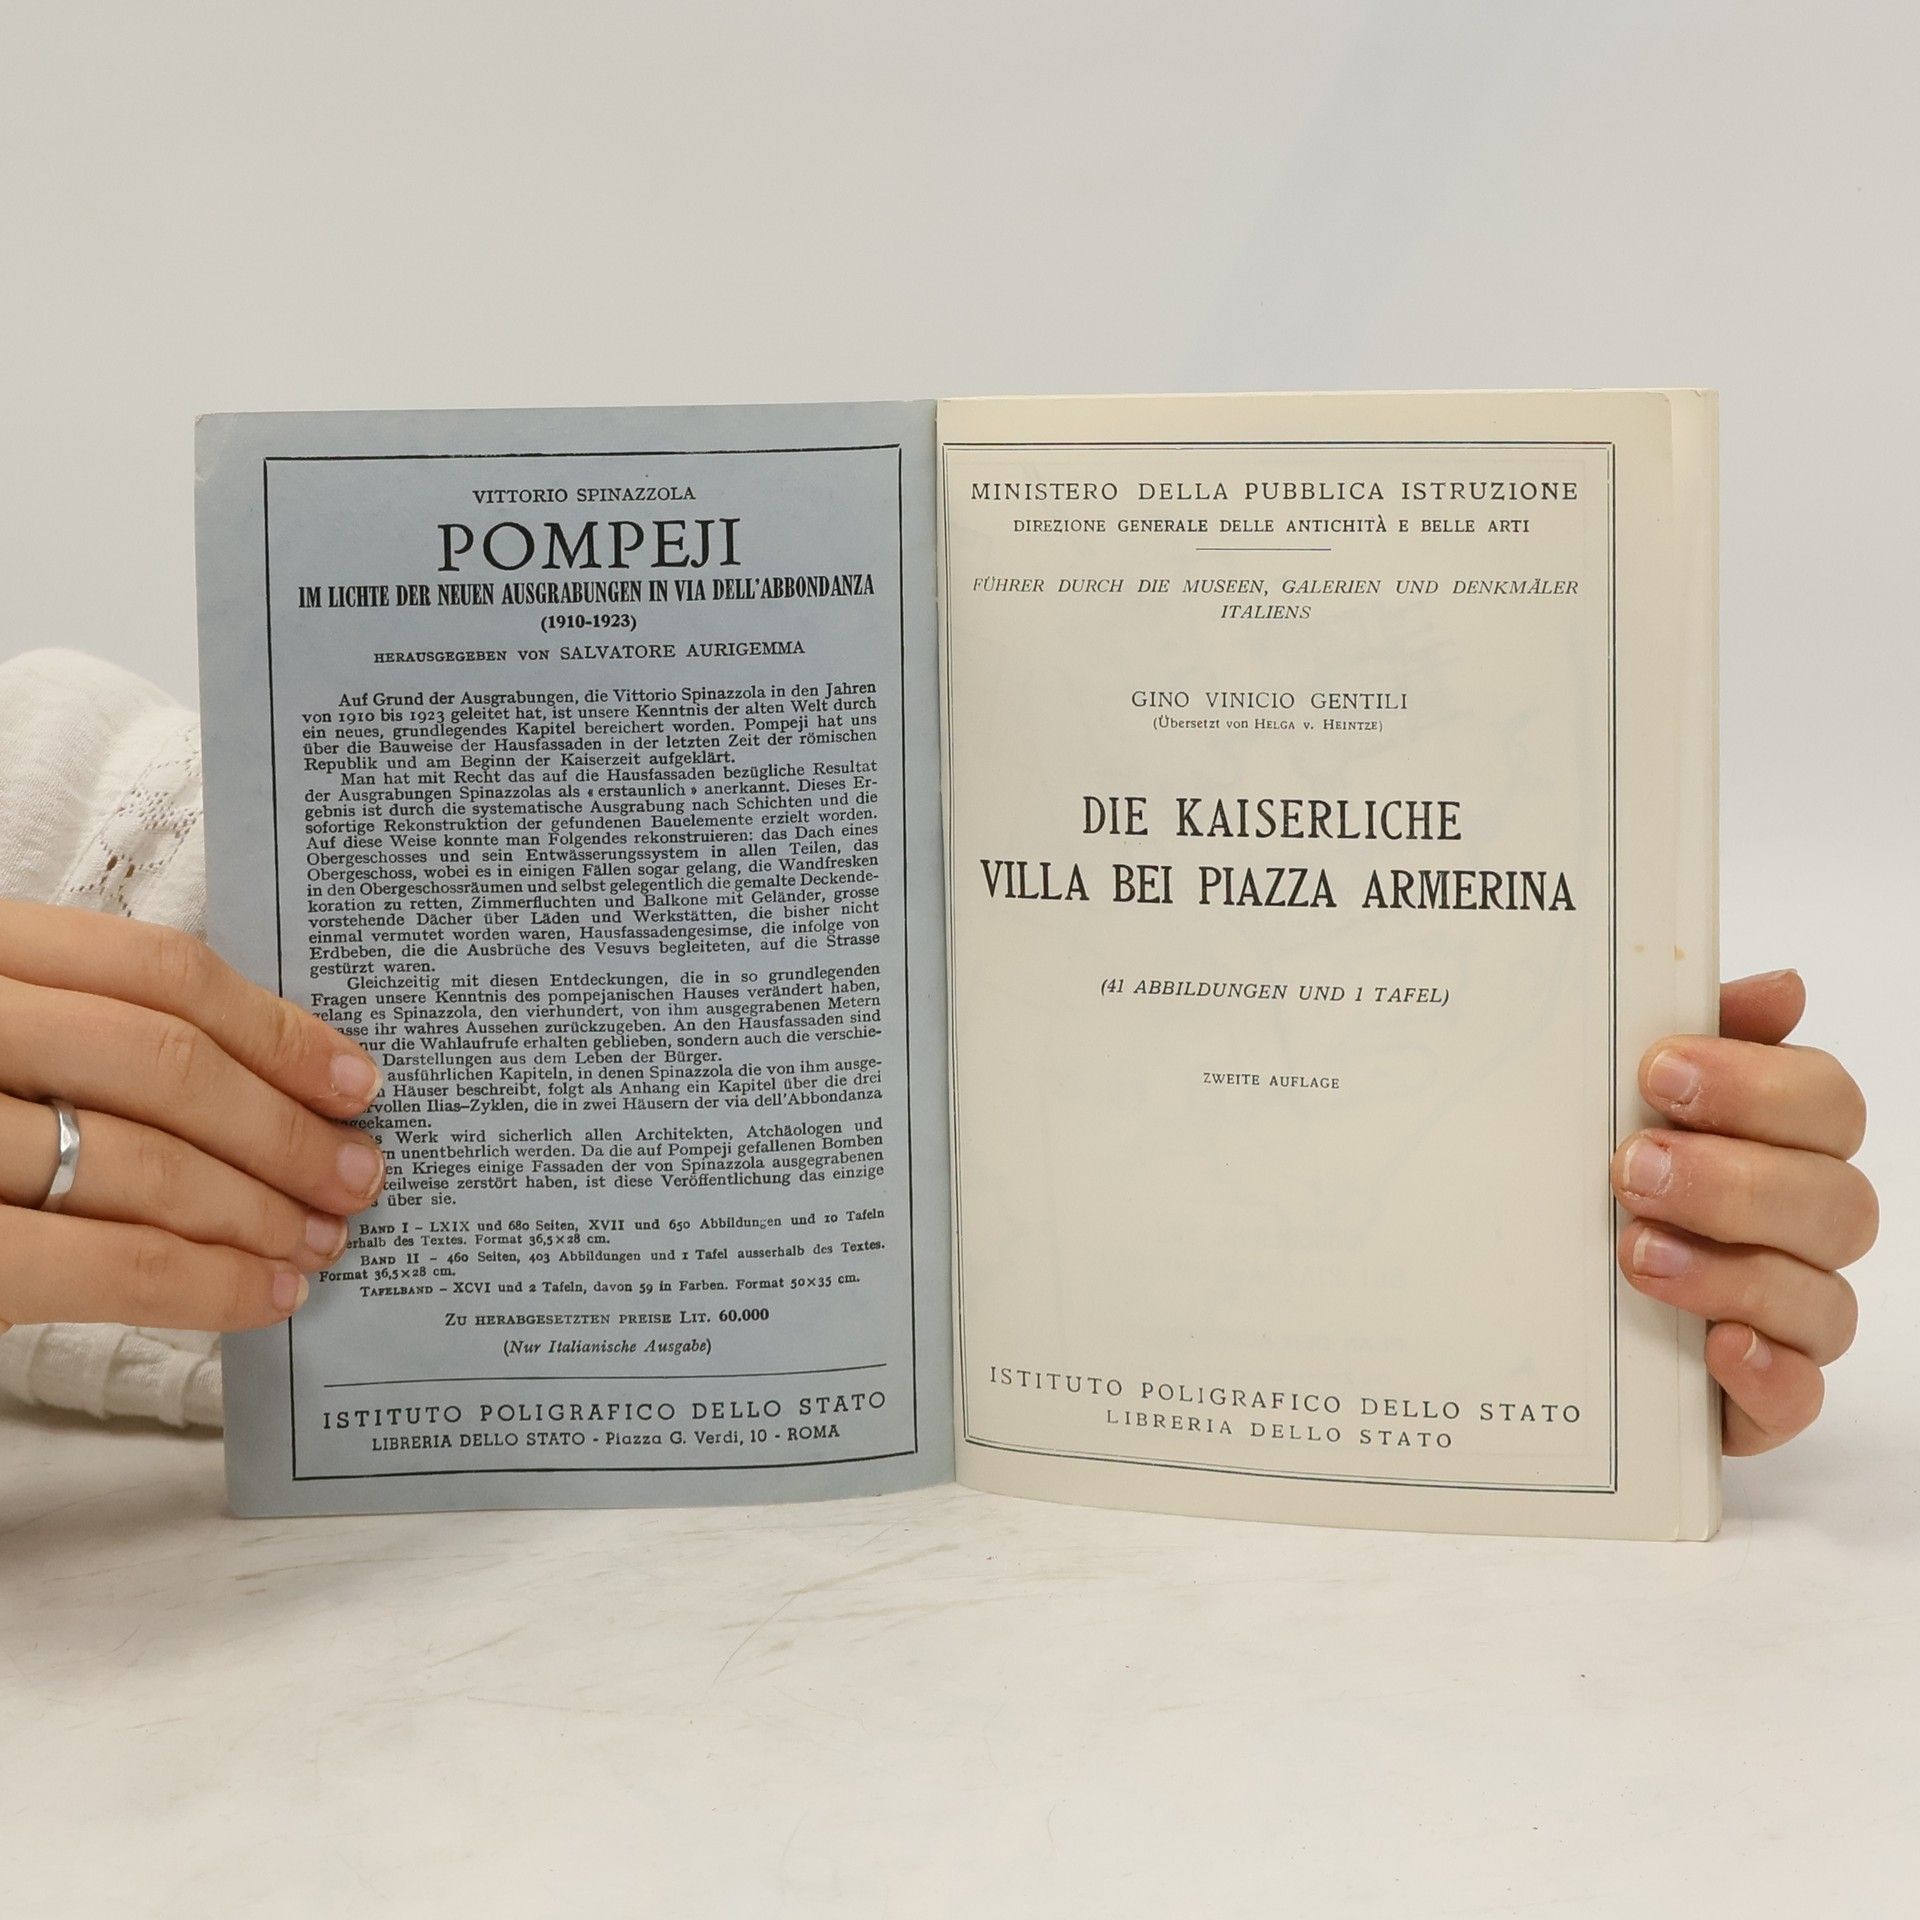 VITTORIO SPINAZZOLA
POMPEJI
IM LICHTE DER NEUEN AUSGRABUNGEN IN VIA DELL'ABBONDANZA
(1910-1923)
HERAUSGEGEBEN VON SALVATORE AURIGEMMA
Auf Grund der Ausgrabungen, die Vittorio Spinazzola in den Jahren
von 1910 bis 1923 geleitet hat, ist unsere Kenntnis der alten Welt durch
ein neues, grundlegendes Kapitel bereichert worden. Pompeji hat uns
über die Bauweise der Hausfassaden in der letzten Zeit der römischen
Republik und am Beginn der Kaiserzeit aufgeklärt.
Man hat mit Recht das auf die Hausfassaden bezügliche Resultat
der Ausgrabungen Spinazzolas als « erstaunlich » anerkannt. Dieses Er-
gebnis ist durch die systematische Ausgrabung nach Schichten und die
sofortige Rekonstruktion der gefundenen Bauelemente erzielt worden.
Auf diese Weise konnte man Folgendes rekonstruieren: das Dach eines
Obergeschosses und sein Entwässerungssystem in allen Teilen, das
Obergeschoss, wobei es in einigen Fällen sogar gelang, die Wandfresken
in den Obergeschossräumen und selbst gelegentlich die gemalte Deckende-
koration zu retten, Zimmerfluchten und Balkone mit Geländer, grosse
vorstehende Dächer über Läden und Werkstätten, die bisher nicht
einmal vermutet worden waren, Hausfassadengesimse, die infolge von
Erdbeben, die die Ausbrüche des Vesuvs begleiteten, auf die Strasse
gestürzt waren.
Gleichzeitig mit diesen Entdeckungen, die in so grundlegenden
Fragen unsere Kenntnis des pompejanischen Hauses verändert haben,
gelang es Spinazzola, den vierhundert, von ihm ausgegrabenen Metern
asse ihr wahres Aussehen zurückzugeben. An den Hausfassaden sind
nur die Wahlaufrufe erhalten geblieben, sondern auch die verschie-
Darstellungen aus dem Leben der Bürger.
ausführlichen Kapiteln, in denen Spinazzola die von ihm ausge-
n Häuser beschreibt, folgt als Anhang ein Kapitel über die drei
rvollen Ilias-Zyklen, die in zwei Häusern der via dell'Abbondanza
geekamen.
s Werk wird sicherlich allen Architekten, Atchäologen und
n unentbehrlich werden. Da die auf Pompeji gefallenen Bomben
en Krieges einige Fassaden der von Spinazzola ausgegrabenen
teilweise zerstört haben, ist diese Veröffentlichung das einzige
s über sie.
BAND I – LXIX und 680 Seiten, XVII und 650 Abbildungen und 10 Tafeln
erhalb des Textes. Format 36,5×28 cm.
BAND II – 460 Seiten, 403 Abbildungen und 1 Tafel ausserhalb des Textes.
Format 36,5×28 cm.
TAFELBAND – XCVI und 2 Tafeln, davon 59 in Farben. Format 50×35 cm.
ZU HERABGESETZTEN PREISE LIT. 60.000
(Nur Italianische Ausgabe)
ISTITUTO POLIGRAFICO DELLO STATO
LIBRERIA DELLO STATO - Piazza G. Verdi, 10 - ROMA
MINISTERO DELLA PUBBLICA ISTRUZIONE
DIREZIONE GENERALE DELLE ANTICHITÀ E BELLE ARTI
FÜHRER DURCH DIE MUSEEN, GALERIEN UND DENKMÄLER
ITALIENS
GINO VINICIO GENTILI
(Übersetzt von HELGA V. HEINTZE)
DIE KAISERLICHE
VILLA BEI PIAZZA ARMERINA
(41 ABBILDUNGEN UND 1 TAFEL)
ZWEITE AUFLAGE
ISTITUTO POLIGRAFICO DELLO STATO
LIBRERIA DELLO STATO